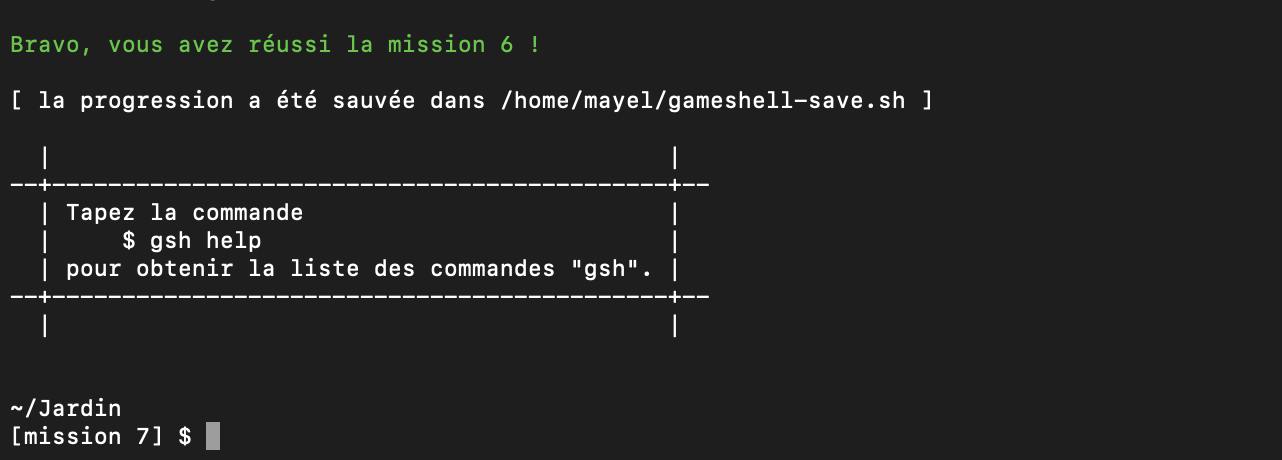 Bravo, vous avez réussi la mission 6 !
[ la progression a été sauvée dans /home/mayel/gameshell-save.sh ]
Tapez la commande
$ gsh help
pour obtenir la liste des commandes "gsh".
~/Jardin
[mission 7] $